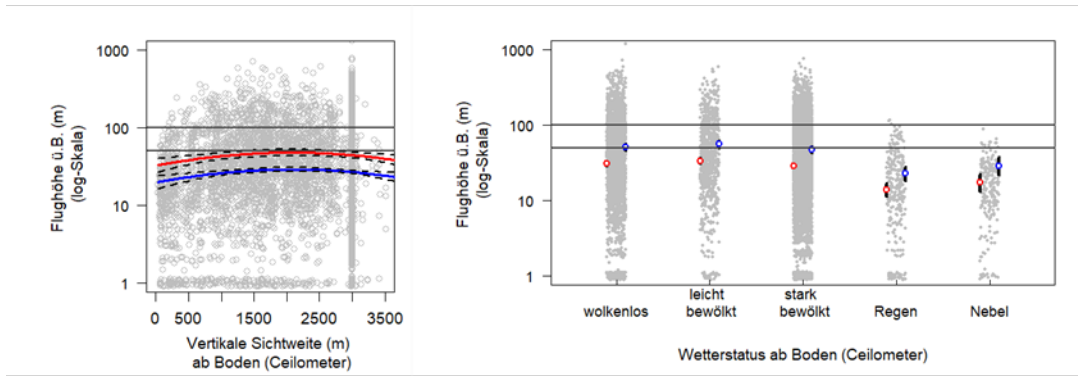 Flughöhe ü.B. (m)
(log-Skala)
1000
100
10
1
0 500 1500 2500 3500
Vertikale Sichtweite (m)
ab Boden (Ceilometer)
Flughöhe ü.B. (m)
(log-Skala)
1000
100
10
1
wolkenlos
leicht
bewölkt
stark
bewölkt
Regen
Nebel
Wetterstatus ab Boden (Ceilometer)